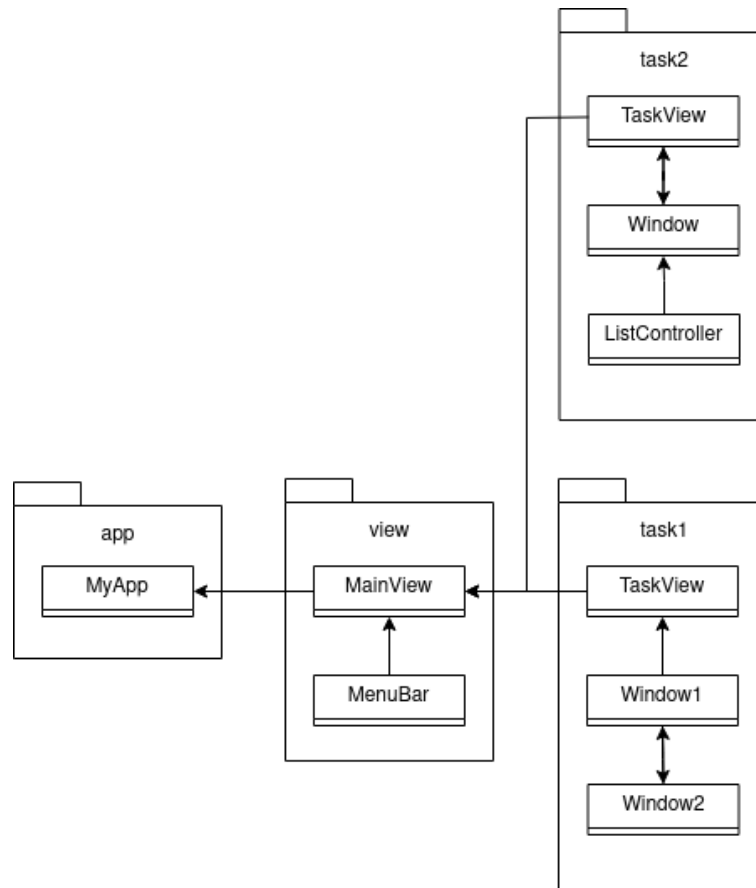 task2
TaskView
Window
ListController
app
MyApp
view
MainView
MenuBar
task1
TaskView
Window1
Window2